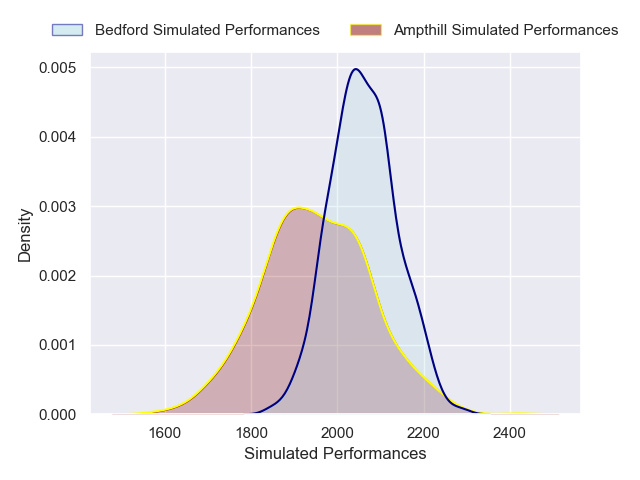 Bedford Simulated Performances Ampthill Simulated Performances
0.005
0.004
0.003
0.002
0.001
0.000
Density
1600 1800 2000 2200 2400
Simulated Performances